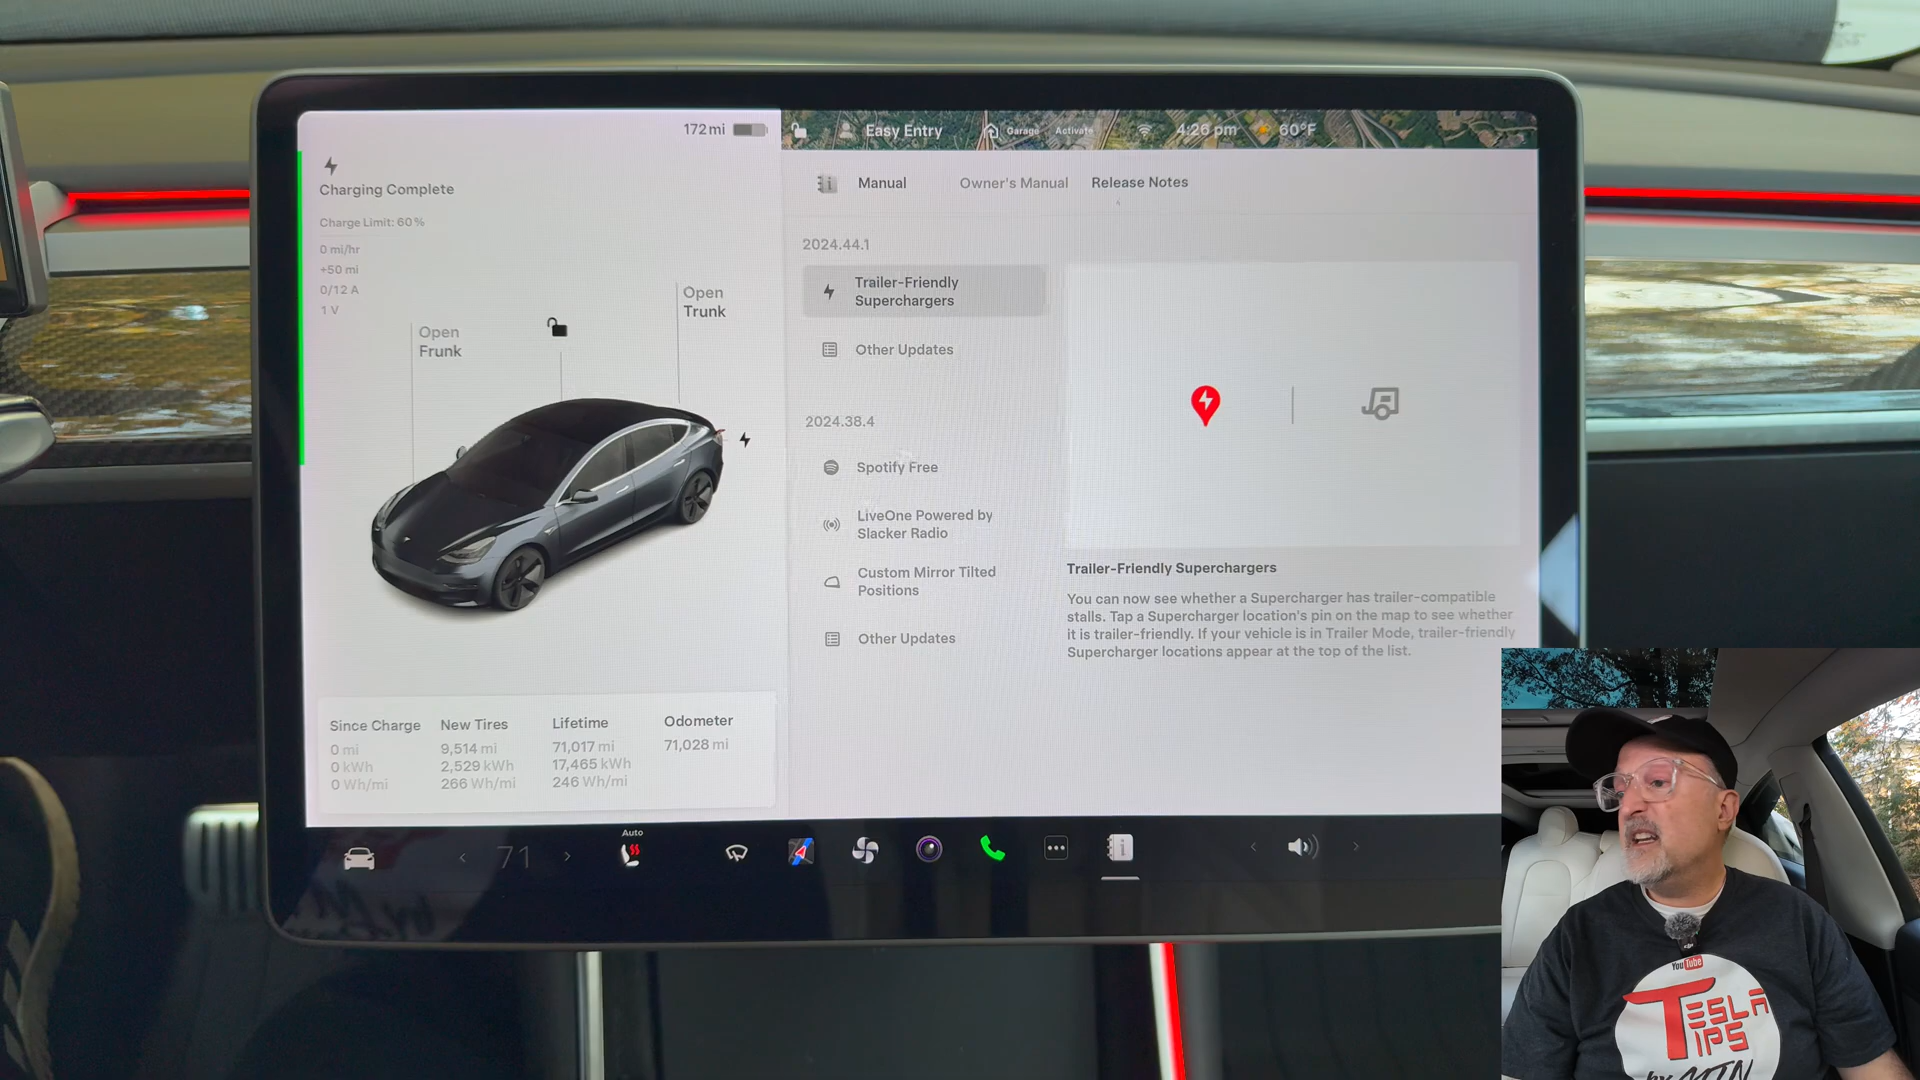 172 mi
Easy Entry
Garage
Activate
4:26 pm
60°F
Charging Complete
Charge Limit: 60%
0 mi/hr
+50 mi
0/12 A
1 V
Open
Frunk
Open
Trunk
Since Charge
0 mi
0 kWh
0 Wh/mi
New Tires
9,514 mi
2,529 kWh
266 Wh/mi
Lifetime
71,017 mi
17,465 kWh
246 Wh/mi
Odometer
71,028 mi
Manual
Owner's Manual
Release Notes
2024.44.1
Trailer-Friendly
Superchargers
Other Updates
2024.38.4
Spotify Free
LiveOne Powered by
Slacker Radio
Custom Mirror Tilted
Positions
Other Updates
Trailer-Friendly Superchargers
You can now see whether a Supercharger has trailer-compatible
stalls. Tap a Supercharger location's pin on the map to see whether
it is trailer-friendly. If your vehicle is in Trailer Mode, trailer-friendly
Supercharger locations appear at the top of the list.
71
Auto
YouTube
TESLA
TIPS
by MTN